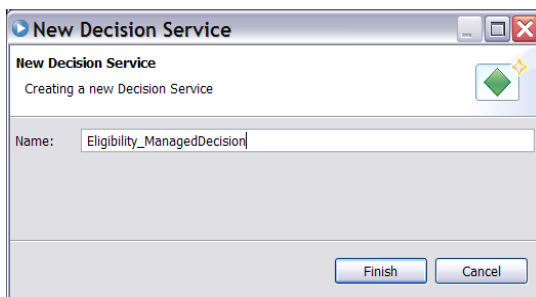 New Decision Service
New Decision Service
Creating a new Decision Service
Name: Eligibility_ManagedDecision
Finish Cancel